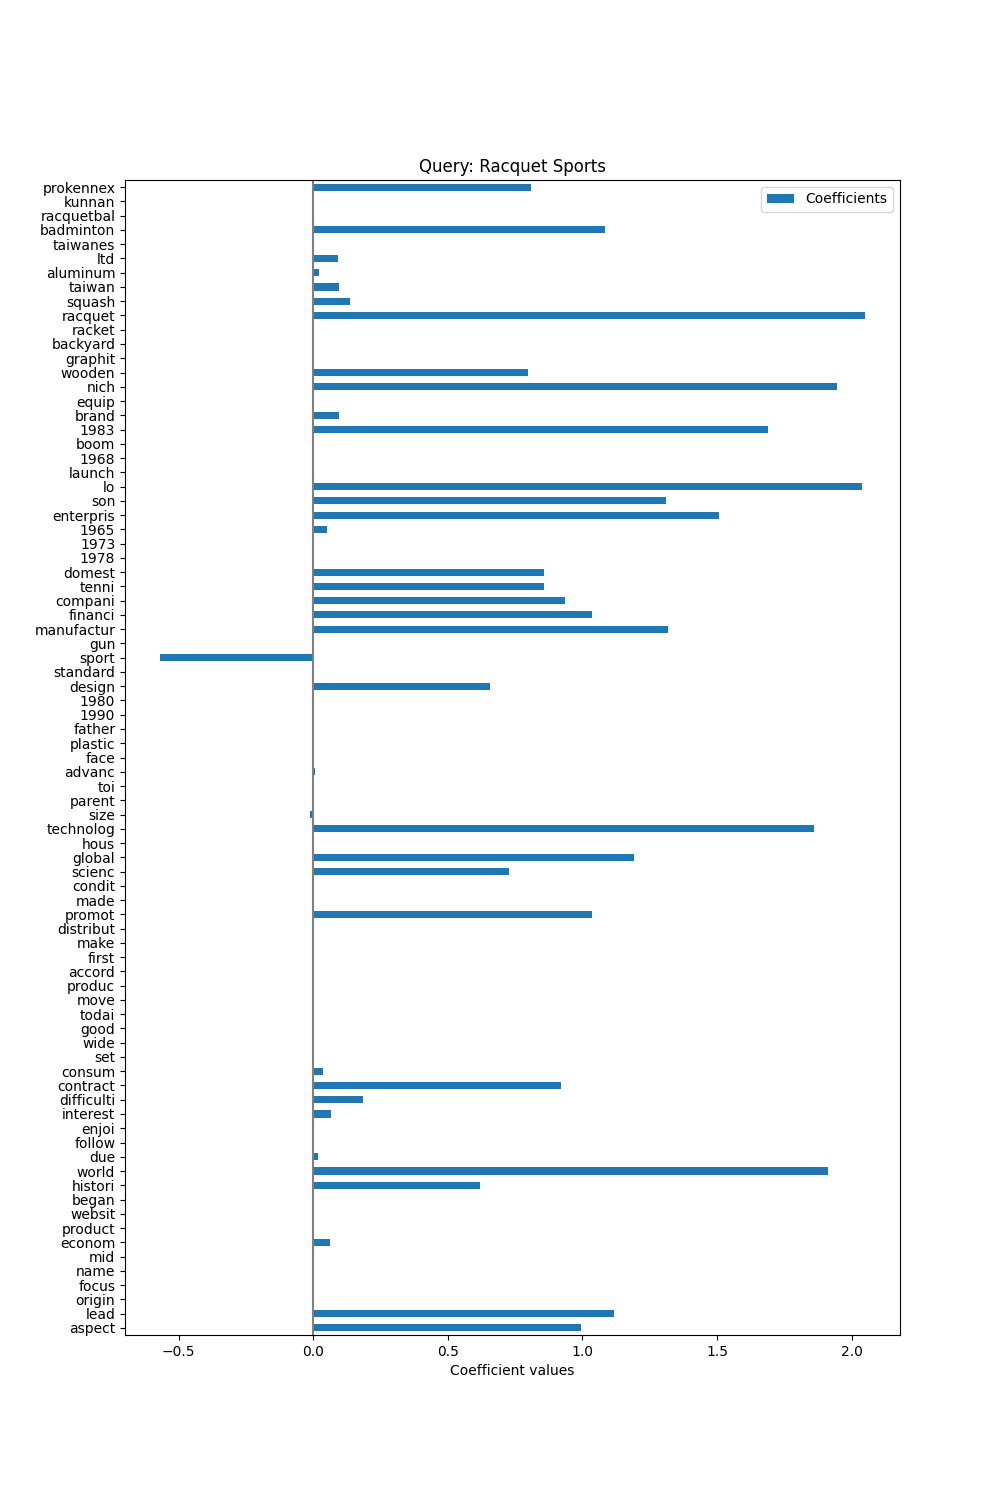 Query: Racquet Sports
Coefficients
prokennex
kunnan
racquetbal
badminton
taiwanes
ltd
aluminum
taiwan
squash
racquet
racket
backyard
graphit
wooden
nich
equip
brand
1983
boom
1968
launch
lo
son
enterpris
1965
1973
1978
domest
tenni
compani
financi
manufactur
gun
sport
standard
design
1980
1990
father
plastic
face
advanc
toi
parent
size
technolog
hous
global
scienc
condit
made
promot
distribut
make
first
accord
produc
move
todai
good
wide
set
consum
contract
difficulti
interest
enjoi
follow
due
world
histori
began
websit
product
econom
mid
name
focus
origin
lead
aspect
−0.5 0.0 0.5 1.0 1.5 2.0
Coefficient values